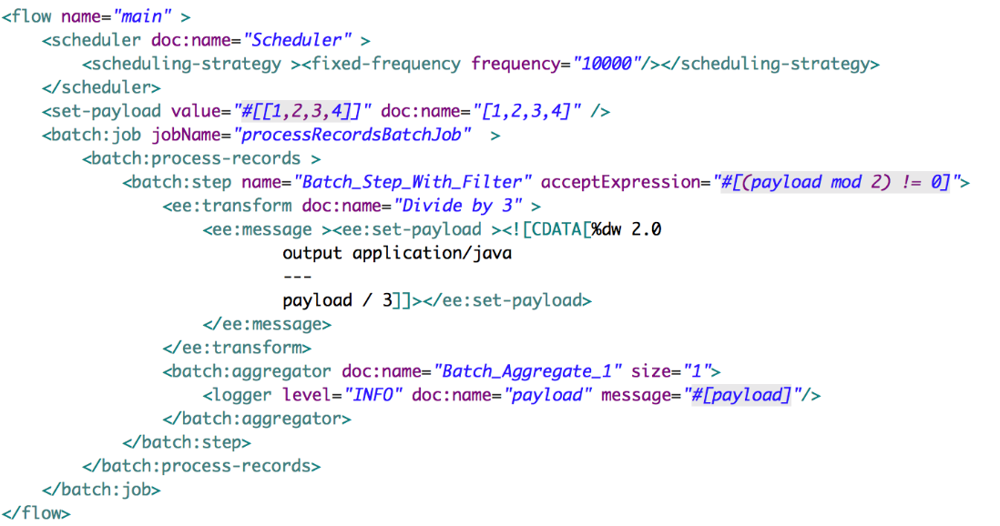 <flow name="main" >
<scheduler doc:name="Scheduler" >
<scheduling-strategy ><fixed-frequency frequency="10000"/></scheduling-strategy>
</scheduler>
<set-payload value="#[[1,2,3,4]]" doc:name="[1,2,3,4]" />
<batch:job jobName="processRecordsBatchJob"  >
<batch:process-records >
<batch:step name="Batch_Step_With_Filter" acceptExpression="#[(payload mod 2) != 0]">
<ee:transform doc:name="Divide by 3" >
<ee:message ><ee:set-payload ><![CDATA[%dw 2.0
output application/java
---
payload / 3]]></ee:set-payload>
</ee:message>
</ee:transform>
<batch:aggregator doc:name="Batch_Aggregate_1" size="1">
<logger level="INFO" doc:name="payload" message="#[payload]"/>
</batch:aggregator>
</batch:step>
</batch:process-records>
</batch:job>
</flow>